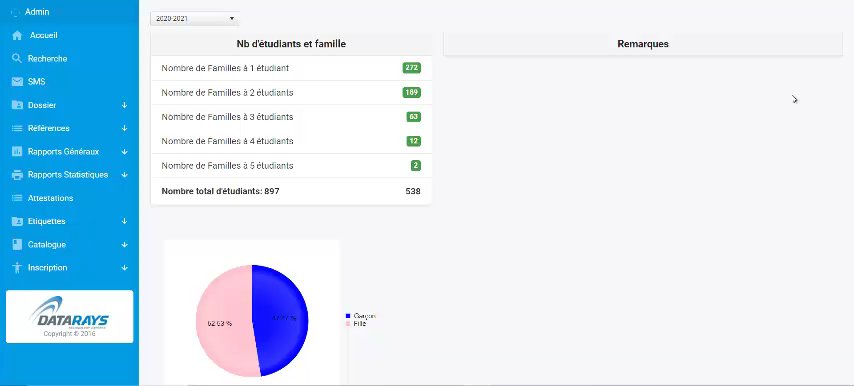 Admin
2020-2021
Accueil
Recherche
SMS
Dossier
Références
Rapports Généraux
Rapports Statistiques
Attestations
Etiquettes
Catalogue
Inscription
DATARAYS
Copyright © 2016
Nb d'étudiants et famille
Nombre de Familles à 1 étudiant 272
Nombre de Familles à 2 étudiants 189
Nombre de Familles à 3 étudiants 63
Nombre de Familles à 4 étudiants 12
Nombre de Familles à 5 étudiants 2
Nombre total d'étudiants: 897 538
Remarques
Garçon
Fille